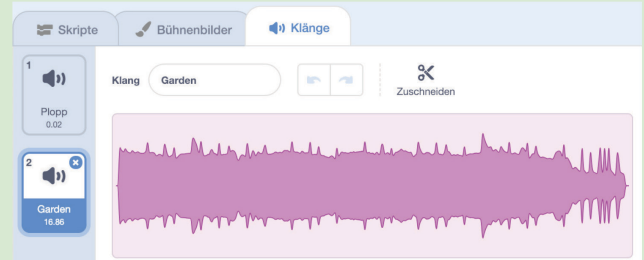 Skripte Bühnenbilder Klänge
1
Plopp
0.02
2
Garden
16.86
Klang Garden
Zuschneiden